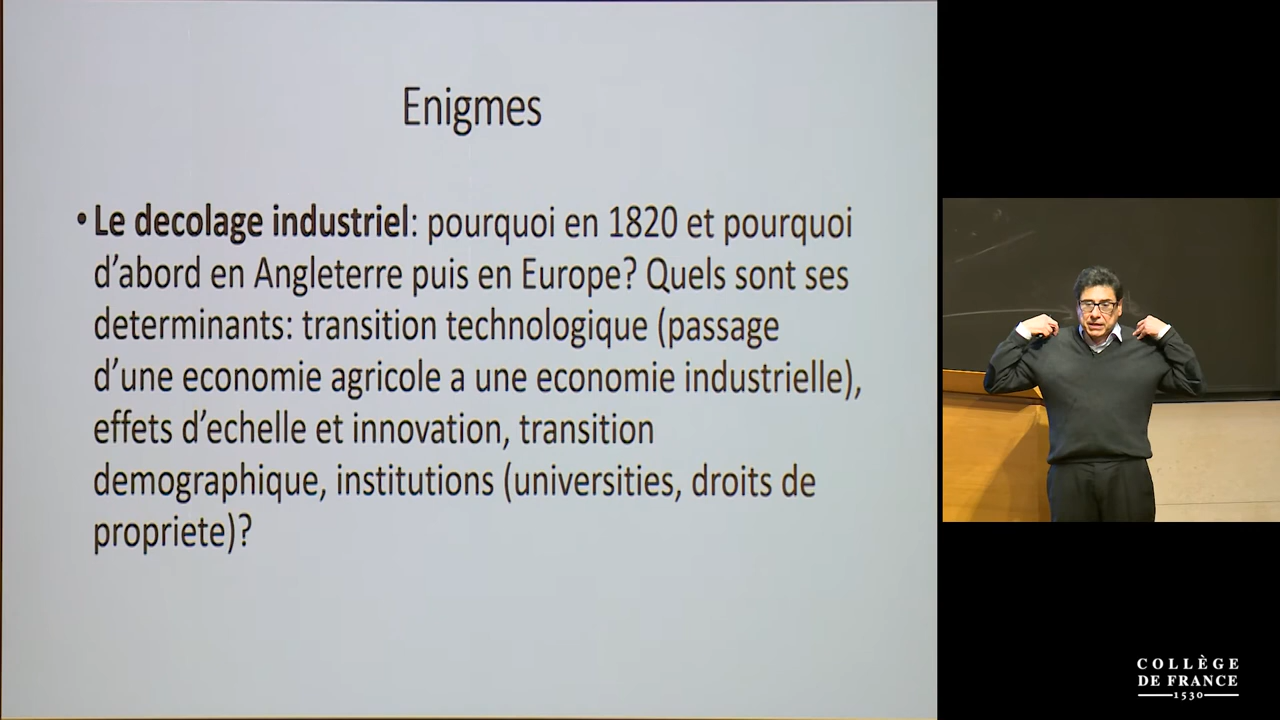 Enigmes
• Le decolage industriel: pourquoi en 1820 et pourquoi
d’abord en Angleterre puis en Europe? Quels sont ses
determinants: transition technologique (passage
d’une economie agricole a une economie industrielle),
effets d’echelle et innovation, transition
demographique, institutions (universities, droits de
propriete)?
COLLÈGE
DE FRANCE
1530